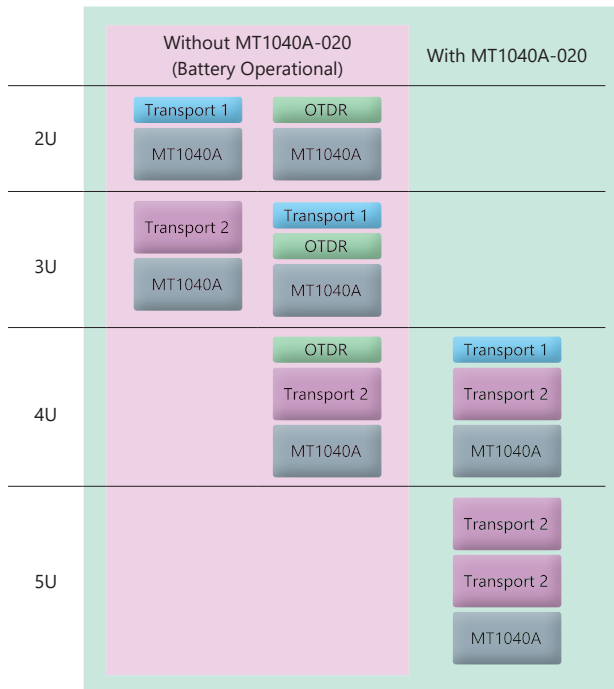 Without MT1040A-020
(Battery Operational)
With MT1040A-020
2U
Transport 1
MT1040A
OTDR
MT1040A
3U
Transport 2
MT1040A
Transport 1
OTDR
MT1040A
4U
OTDR
Transport 2
MT1040A
Transport 1
Transport 2
MT1040A
5U
Transport 2
Transport 2
MT1040A